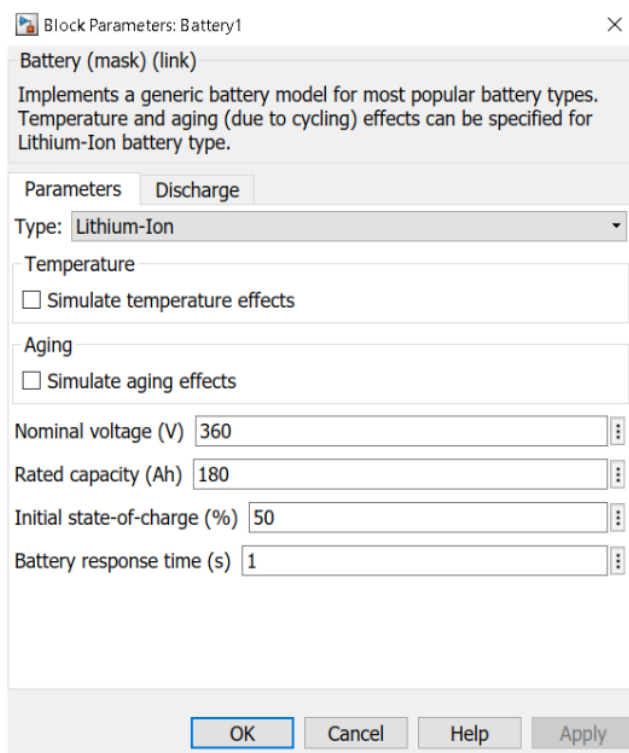 Block Parameters: Battery1
Battery (mask) (link)
Implements a generic battery model for most popular battery types.
Temperature and aging (due to cycling) effects can be specified for
Lithium-Ion battery type.
Parameters Discharge
Type: Lithium-Ion
Temperature
Simulate temperature effects
Aging
Simulate aging effects
Nominal voltage (V) 360
Rated capacity (Ah) 180
Initial state-of-charge (%) 50
Battery response time (s) 1
OK Cancel Help Apply